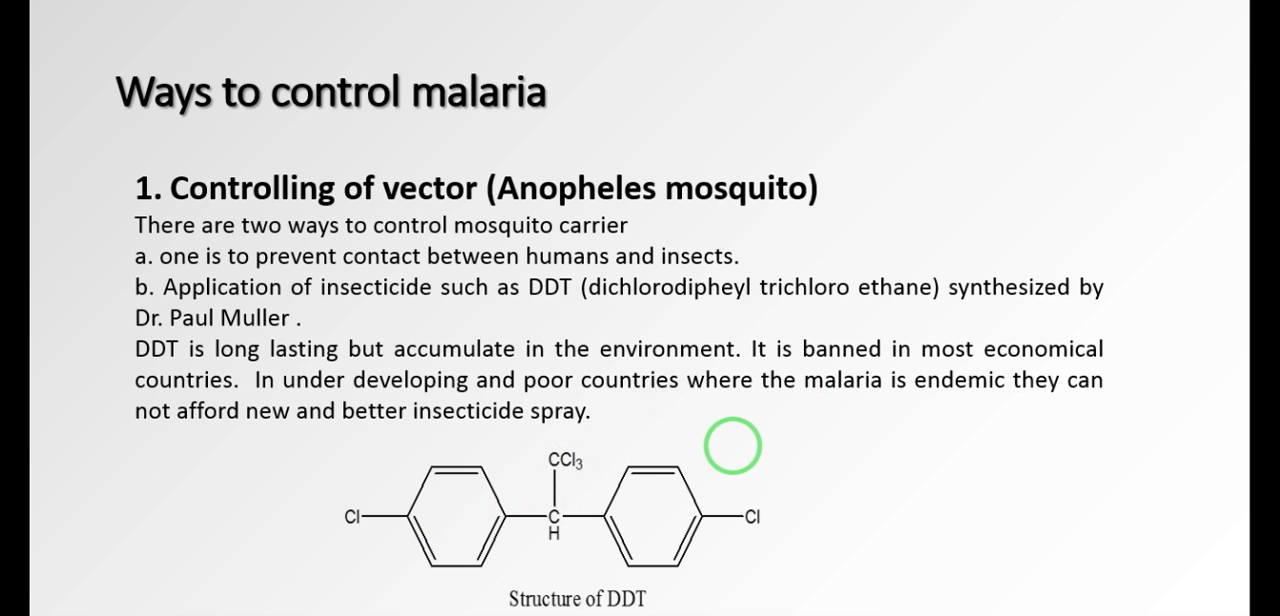 Ways to control malaria
1. Controlling of vector (Anopheles mosquito)
There are two ways to control mosquito carrier
a. one is to prevent contact between humans and insects.
b. Application of insecticide such as DDT (dichlorodipheyl trichloro ethane) synthesized by
Dr. Paul Muller .
DDT is long lasting but accumulate in the environment. It is banned in most economical
countries. In under developing and poor countries where the malaria is endemic they can
not afford new and better insecticide spray.
CCl3
Cl C Cl
H
Structure of DDT